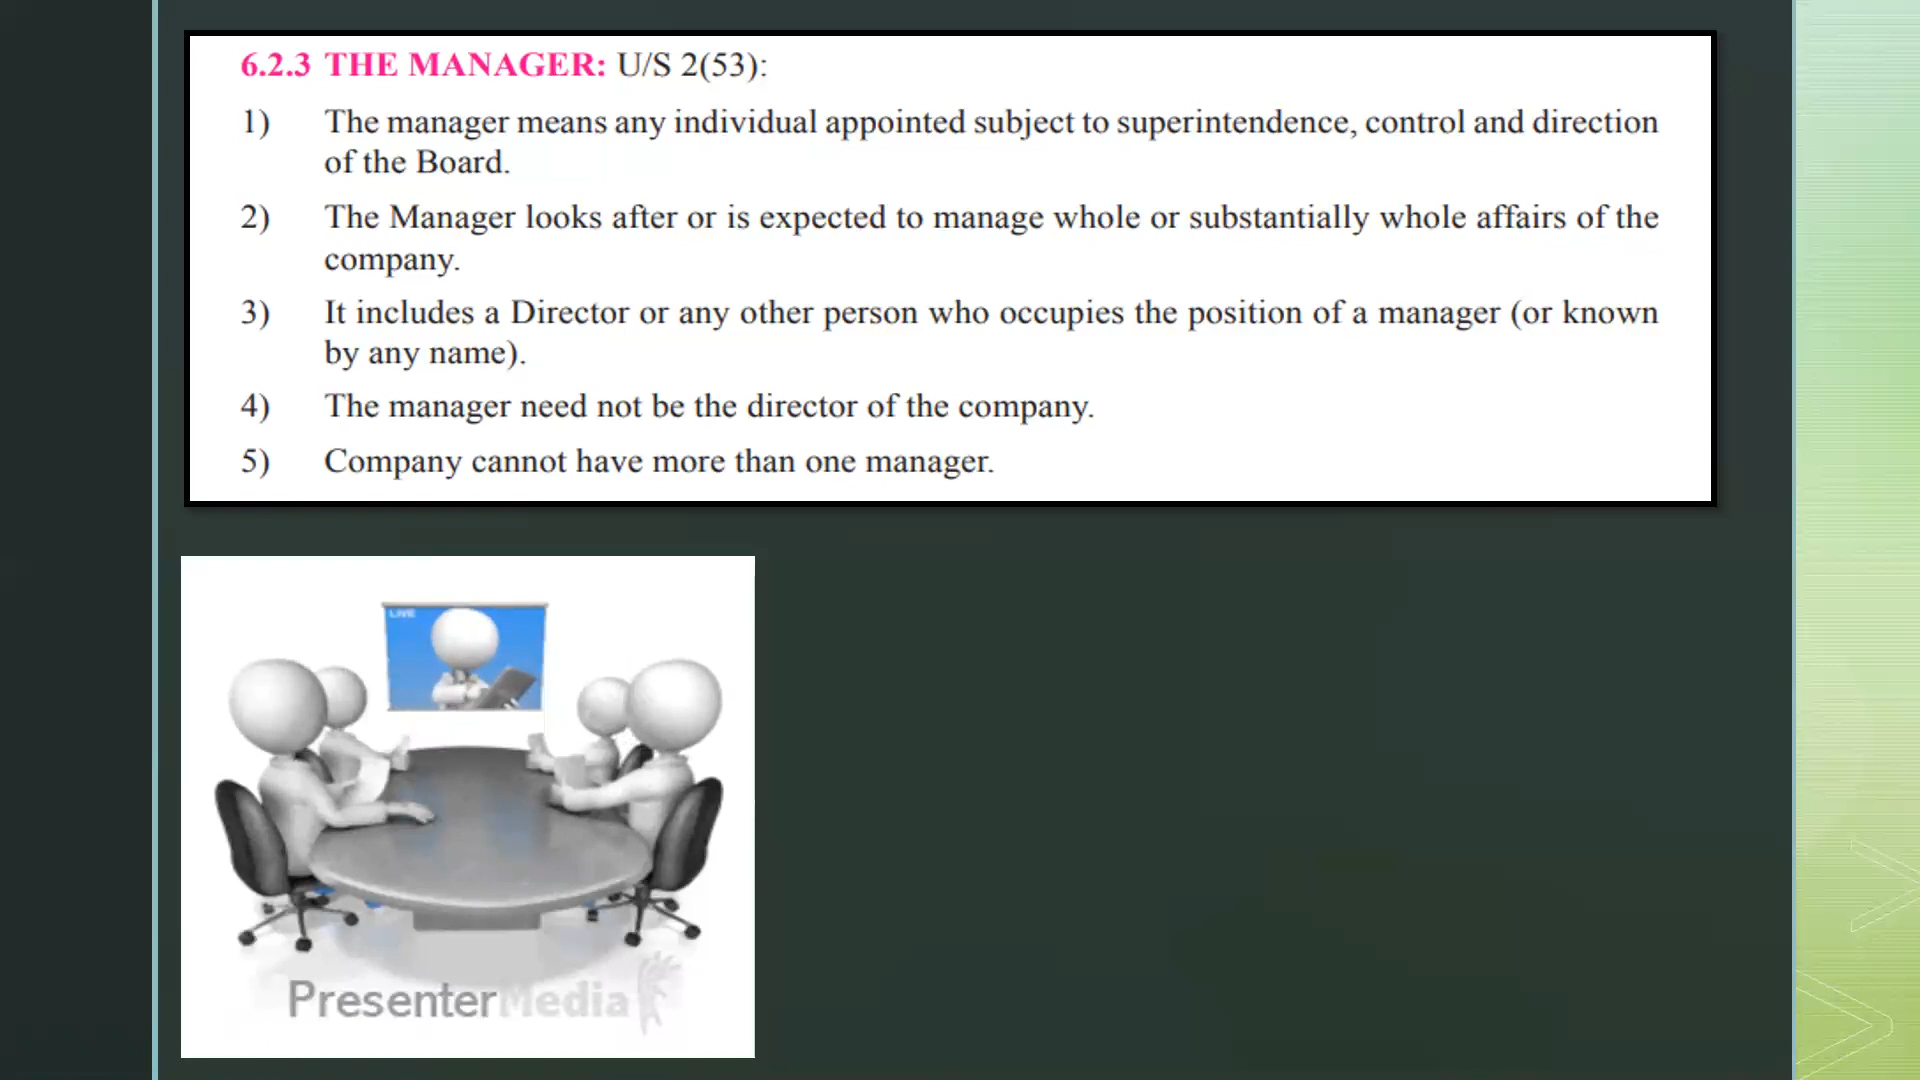 6.2.3 THE MANAGER: U/S 2(53):
1) The manager means any individual appointed subject to superintendence, control and direction
of the Board.
2) The Manager looks after or is expected to manage whole or substantially whole affairs of the
company.
3) It includes a Director or any other person who occupies the position of a manager (or known
by any name).
4) The manager need not be the director of the company.
5) Company cannot have more than one manager.
LIVE
PresenterMedia